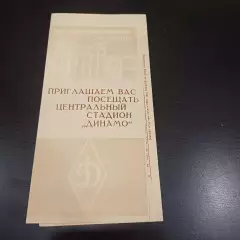 ПРИГЛАШАЕМ ВАС
ПОСЕЩАТЬ
ЦЕНТРАЛЬНЫЙ
СТАДИОН
„ДИНАМО"